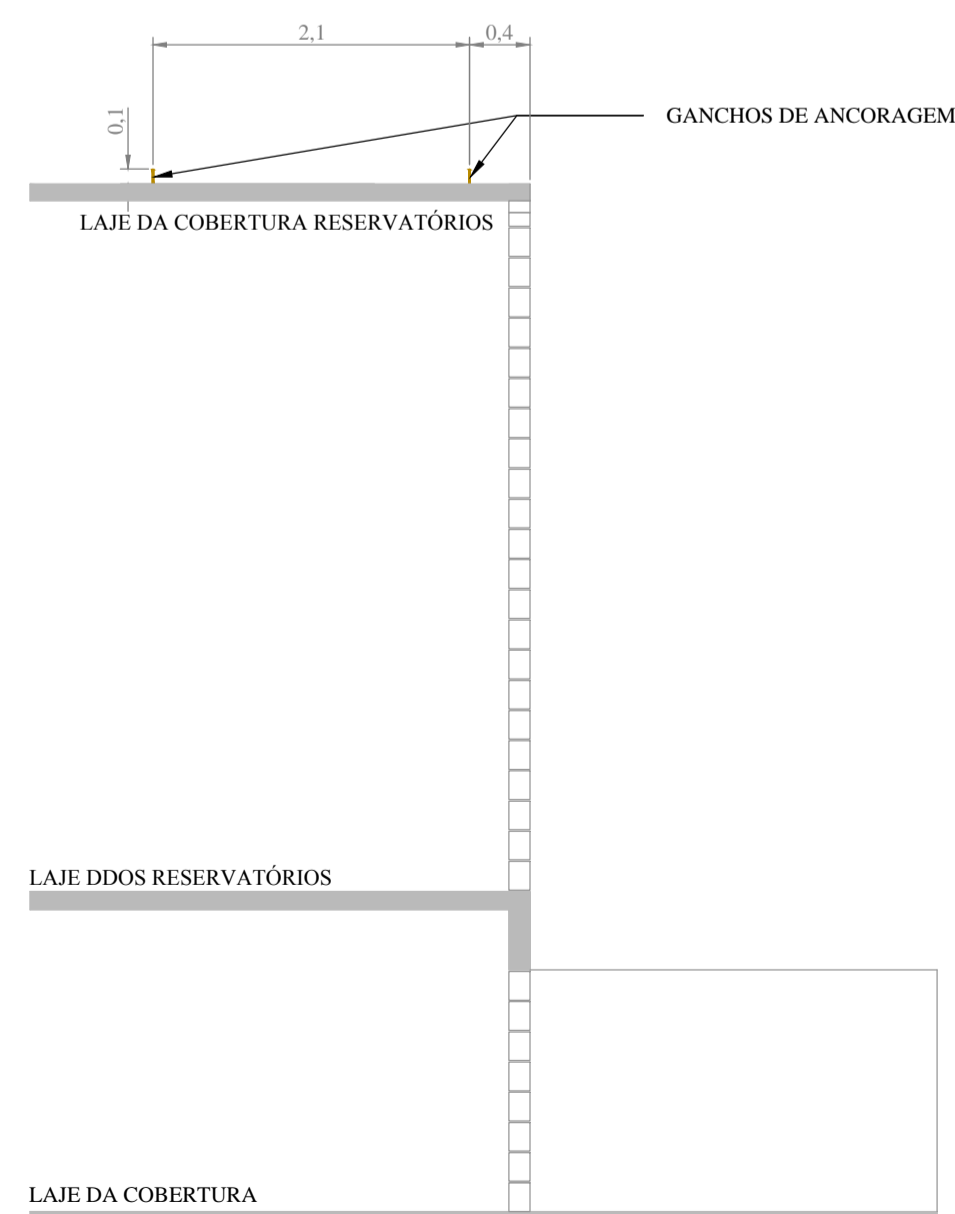 2,1
0,4
0,1
GANCHOS DE ANCORAGEM
LAJE DA COBERTURA RESERVATÓRIOS
LAJE DDOS RESERVATÓRIOS
LAJE DA COBERTURA